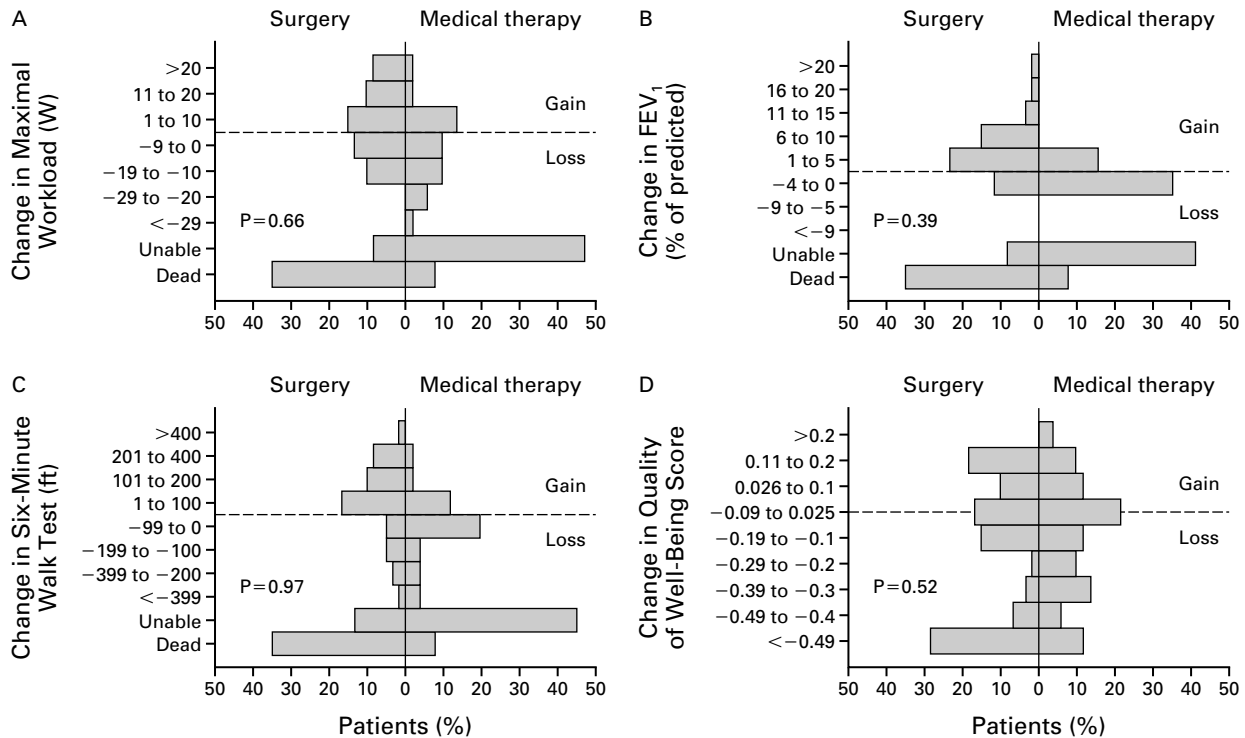 A
Surgery
Medical therapy
Change in Maximal
Workload (W)
>20
11 to 20
1 to 10
−9 to 0
−19 to −10
−29 to −20
<−29
Unable
Dead
Gain
Loss
P=0.66
50 40 30 20 10 0 10 20 30 40 50
B
Surgery
Medical therapy
Change in FEV1
(% of predicted)
>20
16 to 20
11 to 15
6 to 10
1 to 5
−4 to 0
−9 to −5
<−9
Unable
Dead
Gain
Loss
P=0.39
50 40 30 20 10 0 10 20 30 40 50
C
Surgery
Medical therapy
Change in Six-Minute
Walk Test (ft)
>400
201 to 400
101 to 200
1 to 100
−99 to 0
−199 to −100
−399 to −200
<−399
Unable
Dead
Gain
Loss
P=0.97
50 40 30 20 10 0 10 20 30 40 50
Patients (%)
D
Surgery
Medical therapy
Change in Quality
of Well-Being Score
>0.2
0.11 to 0.2
0.026 to 0.1
−0.09 to 0.025
−0.19 to −0.1
−0.29 to −0.2
−0.39 to −0.3
−0.49 to −0.4
<−0.49
Gain
Loss
P=0.52
50 40 30 20 10 0 10 20 30 40 50
Patients (%)